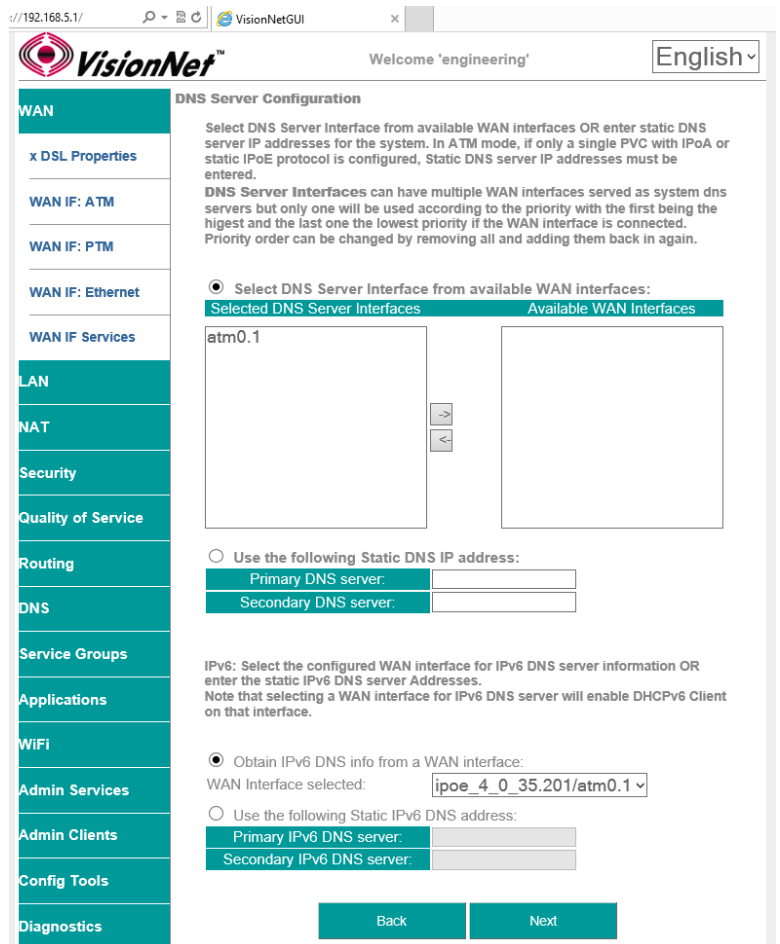 ://192.168.5.1/
VisionNetGUI
VisionNet™
Welcome 'engineering'
English
WAN
x DSL Properties
WAN IF: ATM
WAN IF: PTM
WAN IF: Ethernet
WAN IF Services
LAN
NAT
Security
Quality of Service
Routing
DNS
Service Groups
Applications
WiFi
Admin Services
Admin Clients
Config Tools
Diagnostics
DNS Server Configuration
Select DNS Server Interface from available WAN interfaces OR enter static DNS
server IP addresses for the system. In ATM mode, if only a single PVC with IPoA or
static IPoE protocol is configured, Static DNS server IP addresses must be
entered.
DNS Server Interfaces can have multiple WAN interfaces served as system dns
servers but only one will be used according to the priority with the first being the
higest and the last one the lowest priority if the WAN interface is connected.
Priority order can be changed by removing all and adding them back in again.
Select DNS Server Interface from available WAN interfaces:
Selected DNS Server Interfaces Available WAN Interfaces
atm0.1
->
<-
Use the following Static DNS IP address:
Primary DNS server:
Secondary DNS server:
IPv6: Select the configured WAN interface for IPv6 DNS server information OR
enter the static IPv6 DNS server Addresses.
Note that selecting a WAN interface for IPv6 DNS server will enable DHCPv6 Client
on that interface.
Obtain IPv6 DNS info from a WAN interface:
WAN Interface selected: ipoe_4_0_35.201/atm0.1
Use the following Static IPv6 DNS address:
Primary IPv6 DNS server:
Secondary IPv6 DNS server:
Back Next